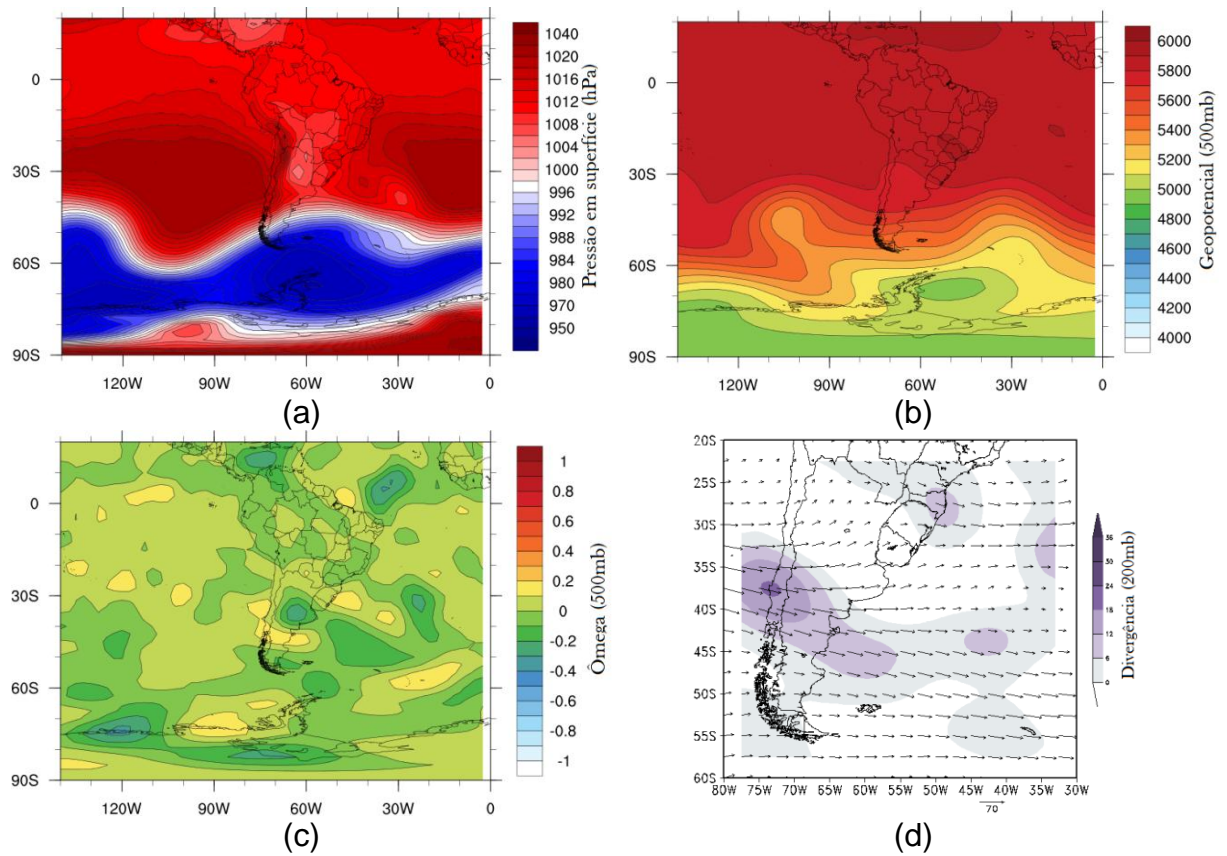 1040
1020
1016
1012
1008
1004
1000
996
992
988
984
980
970
950
Pressão em superfície (hPa)
0
30S
60S
90S
120W
90W
60W
30W
0
(a)
6000
5800
5600
5400
5200
5000
4800
4600
4400
4200
4000
Geopotencial (500mb)
0
30S
60S
90S
120W
90W
60W
30W
0
(b)
1
0.8
0.6
0.4
0.2
0
-0.2
-0.4
-0.6
-0.8
-1
Ômega (500mb)
0
30S
60S
90S
120W
90W
60W
30W
0
(c)
20S
25S
30S
35S
40S
45S
50S
55S
60S
80W
75W
70W
65W
60W
55W
50W
45W
40W
35W
30W
70
36
30
24
18
12
6
0
Divergência (200mb)
(d)